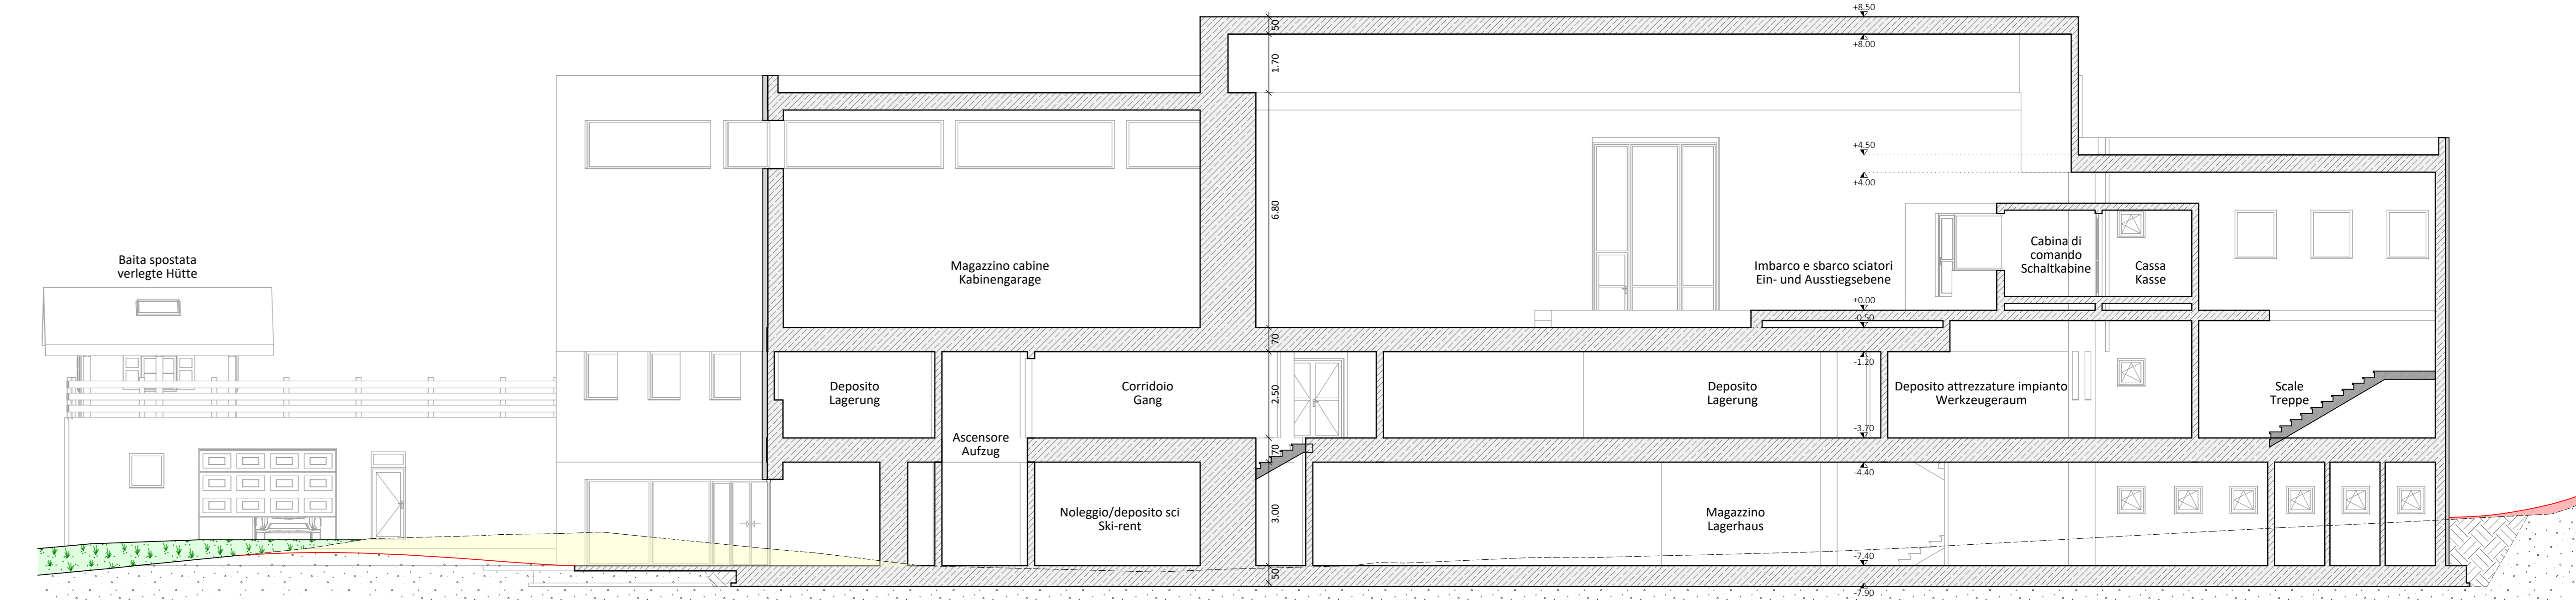 +8.50
50
+8.00
1.70
+4.50
+4.00
6.80
Baita spostata
verlegte Hütte
Magazzino cabine
Kabinengarage
Imbarco e sbarco sciatori
Ein- und Ausstiegsebene
Cabina di
comando
Schaltkabine
Cassa
Kasse
±0.00
-0.50
70
-1.20
Deposito
Lagerung
Corridoio
Gang
2.50
Deposito
Lagerung
Deposito attrezzature impianto
Werkzeugeraum
Scale
Treppe
-3.70
Ascensore
Aufzug
70
-4.40
Noleggio/deposito sci
Ski-rent
3.00
Magazzino
Lagerhaus
-7.40
50
-7.90